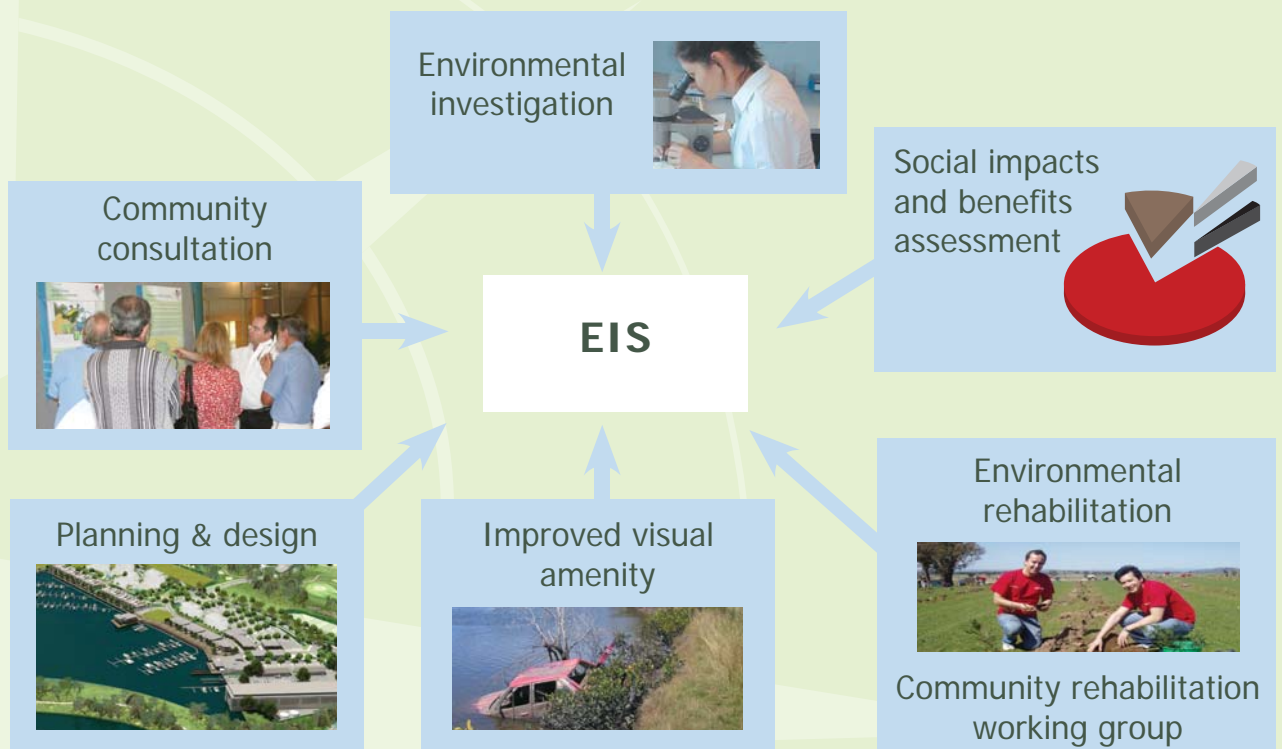 Environmental
investigation
Social impacts
and benefits
assessment
Community
consultation
EIS
Planning & design
Improved visual
amenity
Environmental
rehabilitation
Community rehabilitation
working group